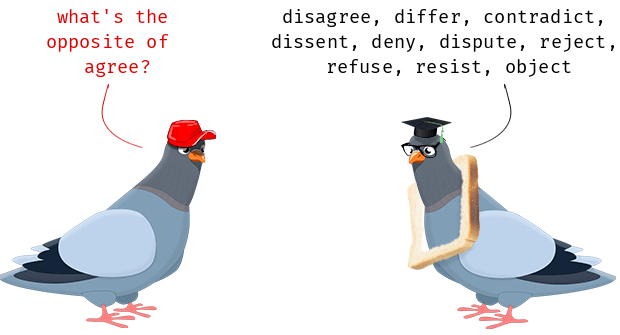 what's the
opposite of
agree?
disagree, differ, contradict,
dissent, deny, dispute, reject,
refuse, resist, object